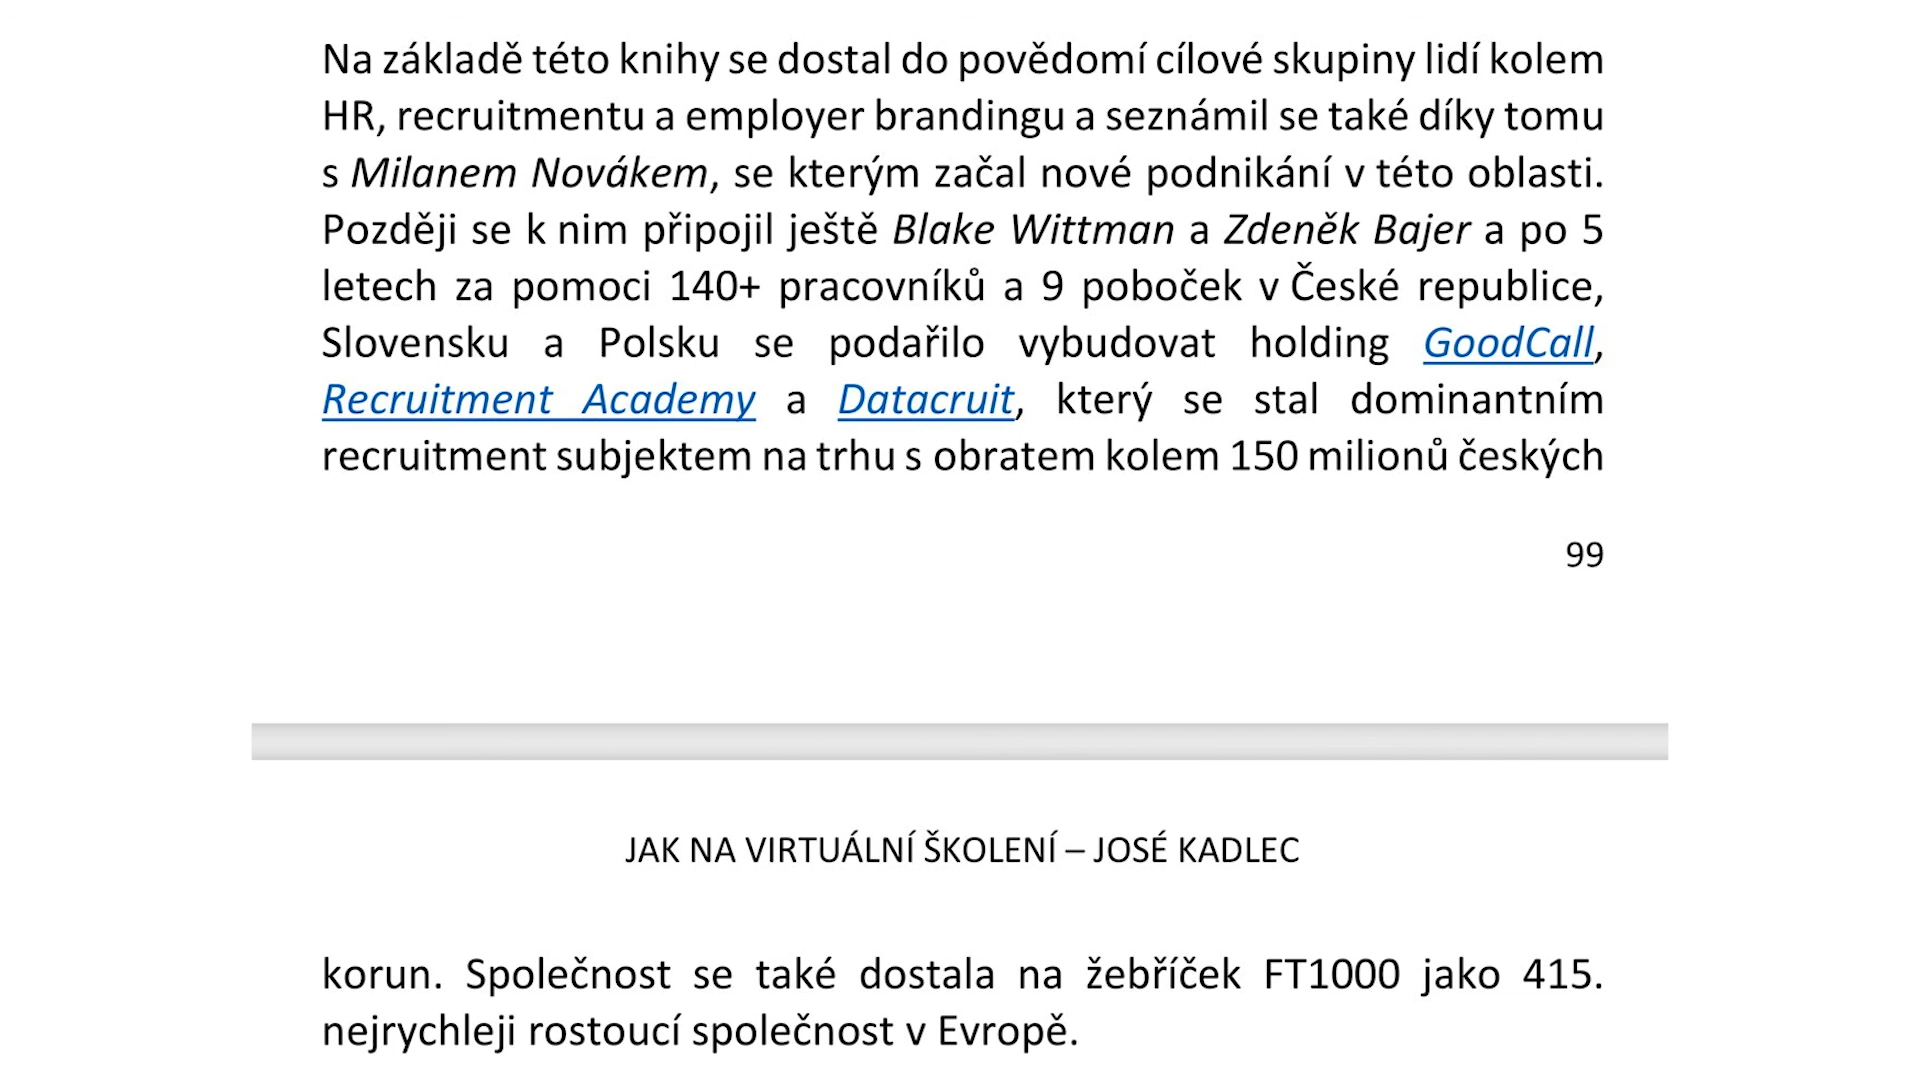 Na základě této knihy se dostal do povědomí cílové skupiny lidí kolem
HR, recruitmentu a employer brandingu a seznámil se také díky tomu
s Milanem Novákem, se kterým začal nové podnikání v této oblasti.
Později se k nim připojil ještě Blake Wittman a Zdeněk Bajer a po 5
letech za pomoci 140+ pracovníků a 9 poboček v České republice,
Slovensku a Polsku se podařilo vybudovat holding GoodCall,
Recruitment Academy a Datacruit, který se stal dominantním
recruitment subjektem na trhu s obratem kolem 150 milionů českých
99
JAK NA VIRTUÁLNÍ ŠKOLENÍ – JOSÉ KADLEC
korun. Společnost se také dostala na žebříček FT1000 jako 415.
nejrychleji rostoucí společnost v Evropě.